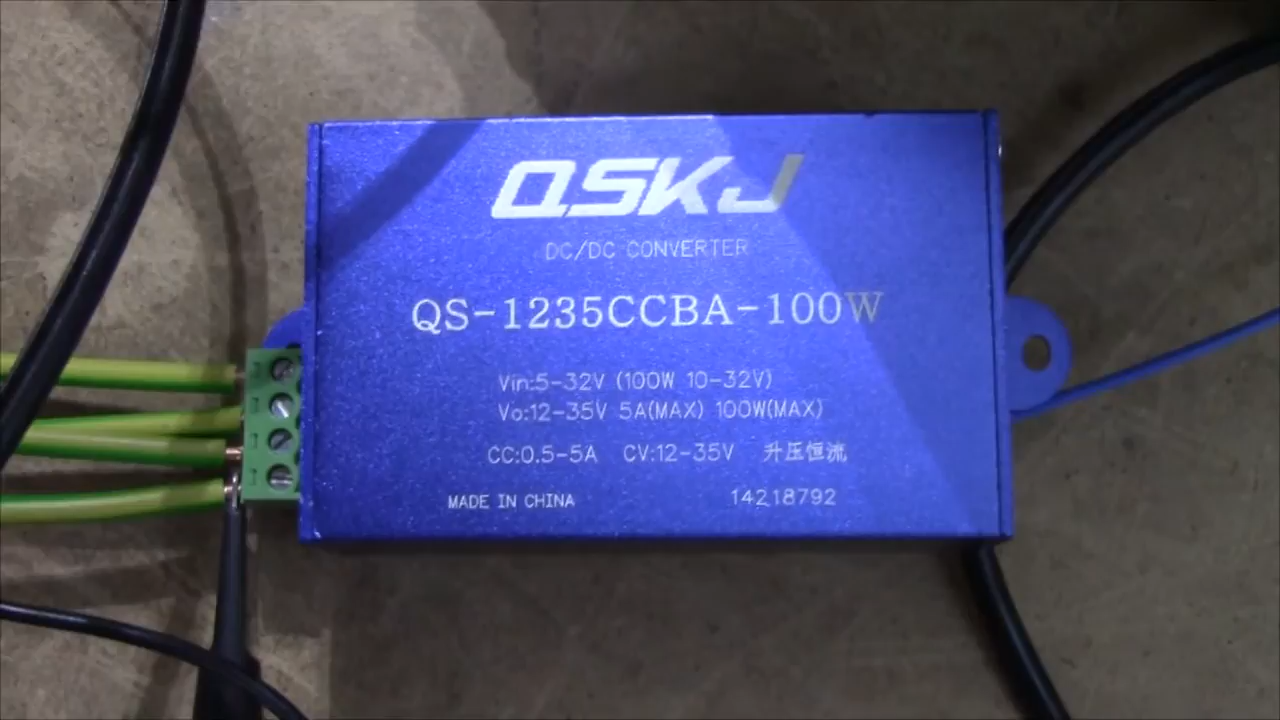 QSKJ
DC/DC CONVERTER
QS-1235CCBA-100W
Vin:5-32V (100W 10-32V)
Vo:12-35V 5A(MAX) 100W(MAX)
CC:0.5-5A CV:12-35V 升压恒流
MADE IN CHINA 14218792